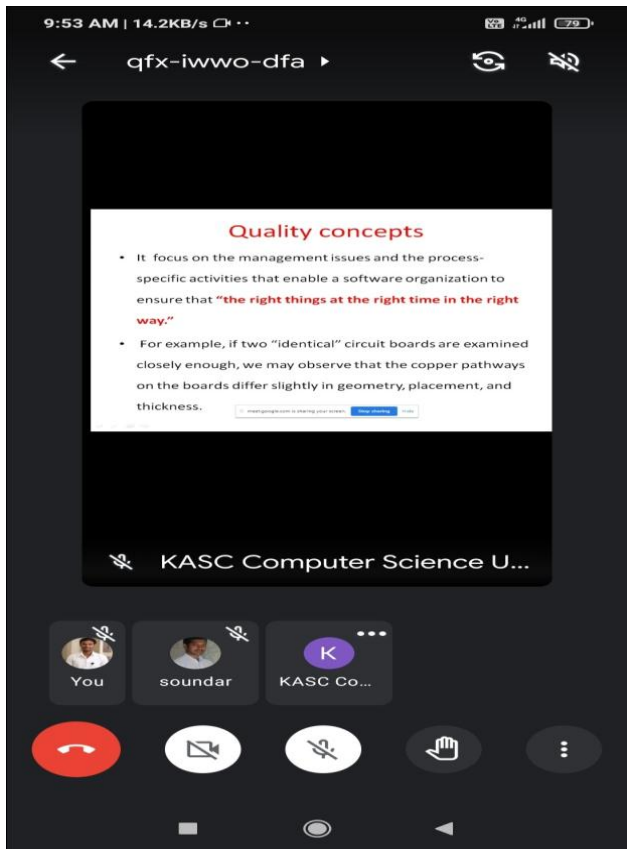 9:53 AM | 14.2KB/s
4G
79
qfx-iwwo-dfa
Quality concepts
• It focus on the management issues and the process-
specific activities that enable a software organization to
ensure that “the right things at the right time in the right
way.”
• For example, if two “identical” circuit boards are examined
closely enough, we may observe that the copper pathways
on the boards differ slightly in geometry, placement, and
thickness.
meet.google.com is sharing your screen. Stop sharing Hide
KASC Computer Science U...
You soundar K KASC Co...